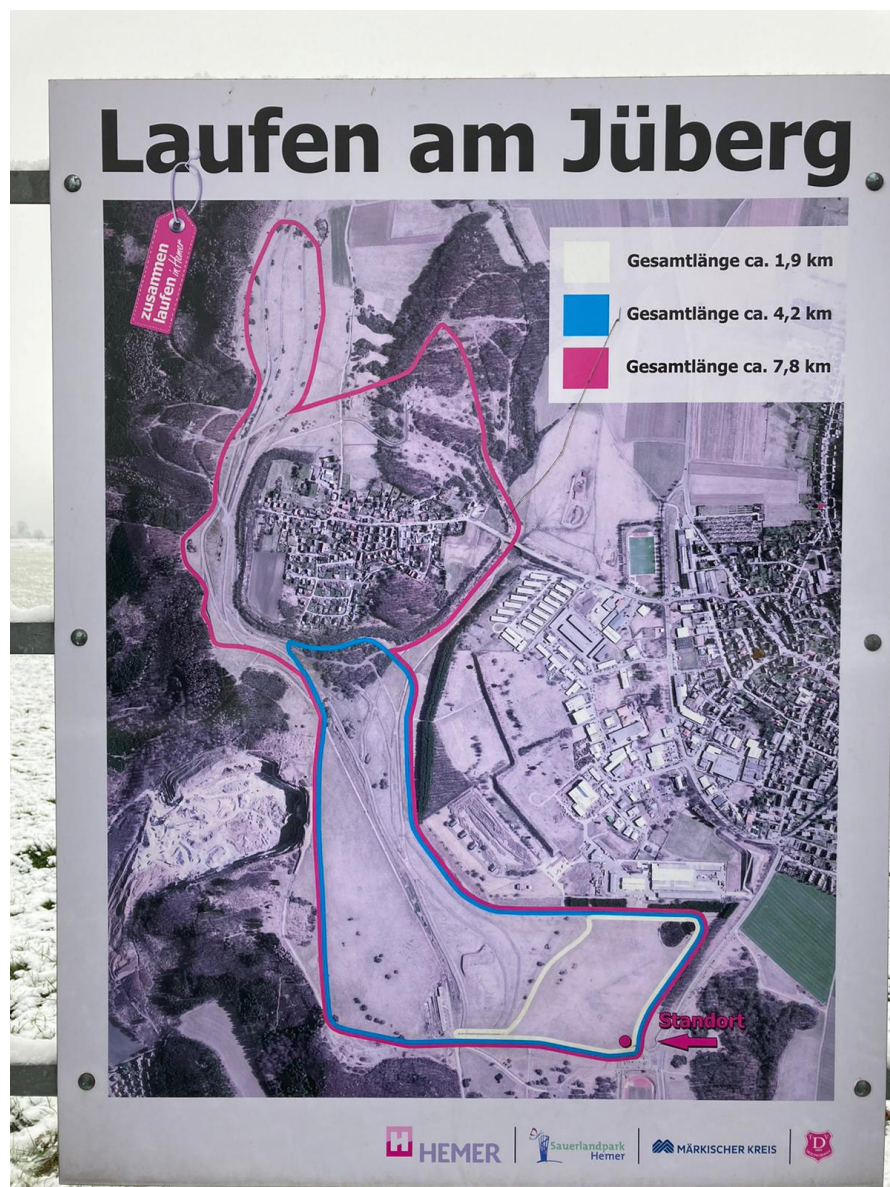 Laufen am Jüberg
zusammen
laufen in Hemer
Gesamtlänge ca. 1,9 km
Gesamtlänge ca. 4,2 km
Gesamtlänge ca. 7,8 km
Standort
H HEMER
Sauerlandpark
Hemer
MÄRKISCHER KREIS
D